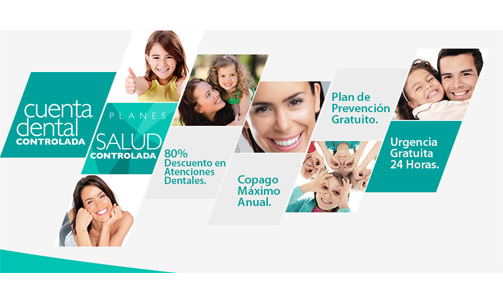 cuenta
dental
CONTROLADA
PLANES
SALUD
CONTROLADA
80%
Descuento en
Atenciones
Dentales.
Copago
Máximo
Anual.
Plan de
Prevención
Gratuito.
Urgencia
Gratuita
24 Horas.